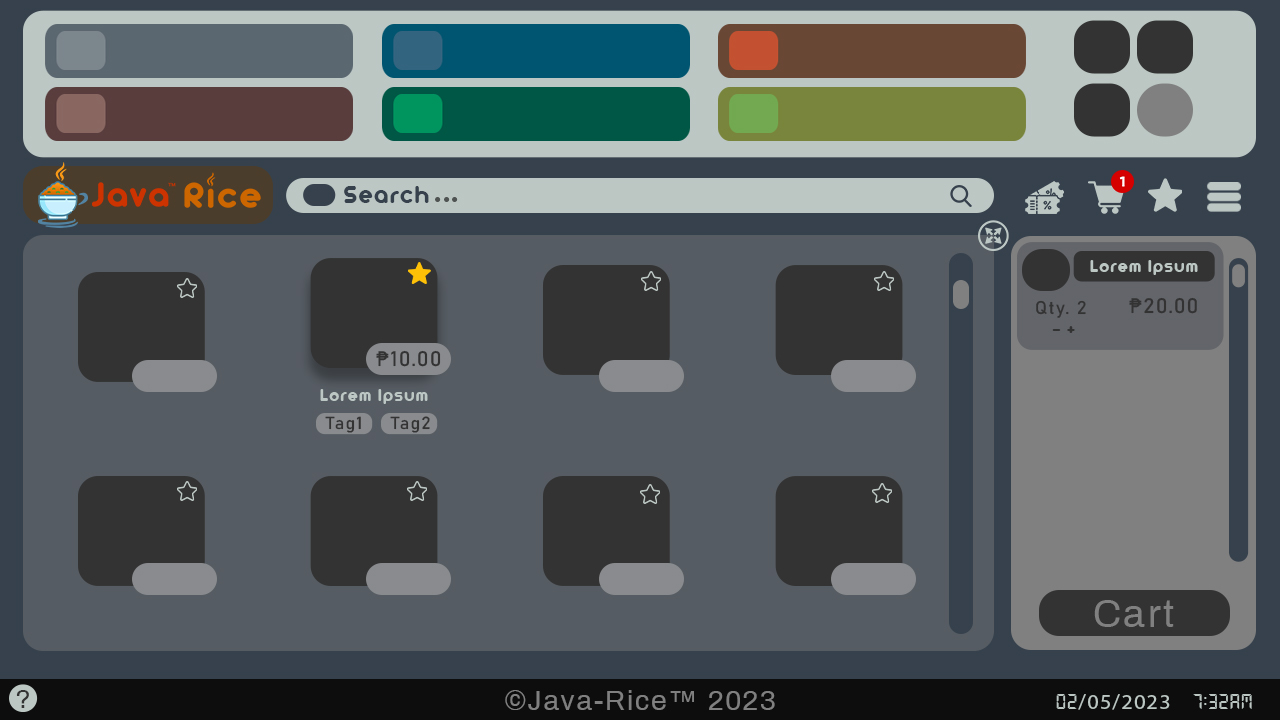 Java™ Rice
Search...
%
%
1
Lorem Ipsum
Qty. 2
₱20.00
- +
₱10.00
Lorem Ipsum
Tag1 Tag2
Cart
?
©Java-Rice™ 2023
02/05/2023 7:32AM